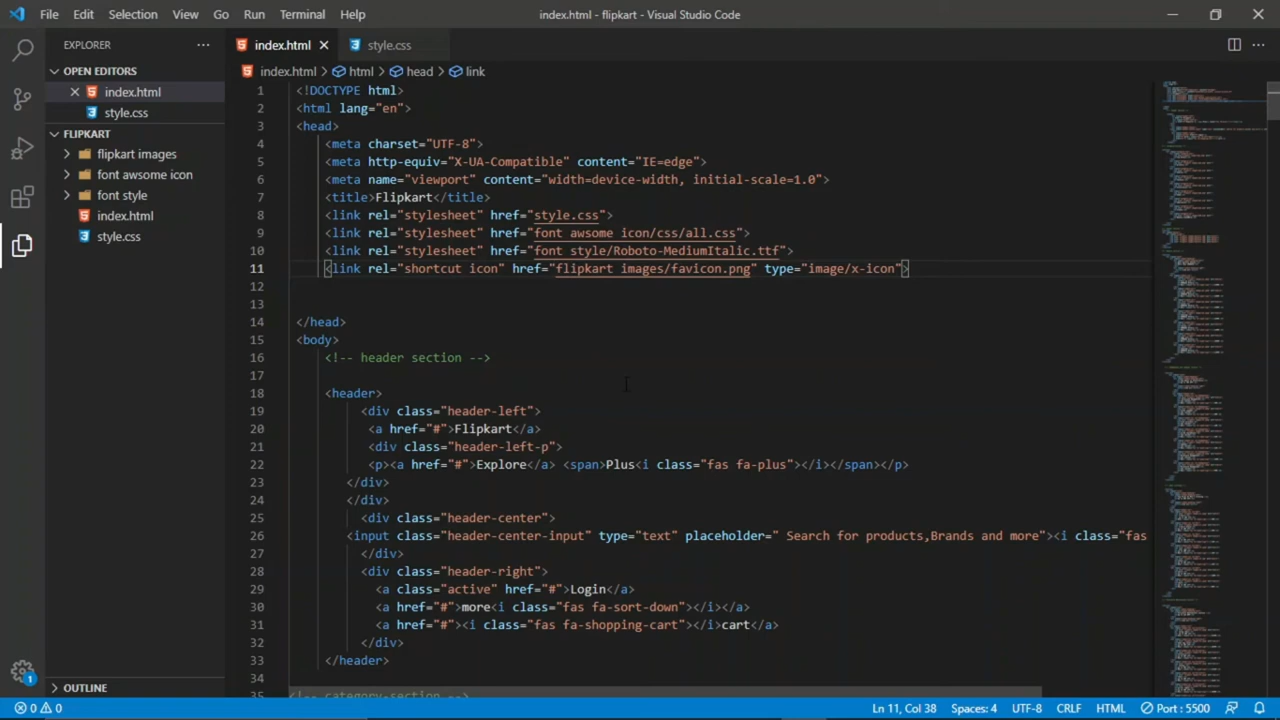 File Edit Selection View Go Run Terminal Help
index.html - flipkart - Visual Studio Code
EXPLORER
OPEN EDITORS
index.html
style.css
FLIPKART
flipkart images
font awsome icon
font style
index.html
style.css
OUTLINE
index.html
style.css
index.html > html > head > link
1 <!DOCTYPE html>
2 <html lang="en">
3 <head>
4 <meta charset="UTF-8">
5 <meta http-equiv="X-UA-Compatible" content="IE=edge">
6 <meta name="viewport" content="width=device-width, initial-scale=1.0">
7 <title>Flipkart</title>
8 <link rel="stylesheet" href="style.css">
9 <link rel="stylesheet" href="font awsome icon/css/all.css">
10 <link rel="stylesheet" href="font style/Roboto-MediumItalic.ttf">
11 <link rel="shortcut icon" href="flipkart images/favicon.png" type="image/x-icon">
12
13
14 </head>
15 <body>
16 <!-- header section -->
17
18 <header>
19 <div class="header-left">
20 <a href="#">Flipkart</a>
21 <div class="header-left-p">
22 <p><a href="#">Explore</a> <span>Plus<i class="fas fa-plus"></i></span></p>
23 </div>
24 </div>
25 <div class="header-center">
26 <input class="header-center-input" type="text" placeholder=" Search for products,Brands and more"><i class="fas
27 </div>
28 <div class="header-right">
29 <a class="active" href="#">Login</a>
30 <a href="#">more<i class="fas fa-sort-down"></i></a>
31 <a href="#"><i class="fas fa-shopping-cart"></i>cart</a>
32 </div>
33 </header>
34
35 <!-- category-section -->
0 0
1
Ln 11, Col 38 Spaces: 4 UTF-8 CRLF HTML Port : 5500